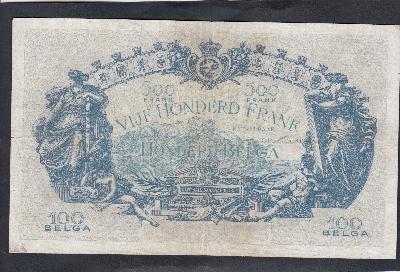 500 500
FRANK FRANK
VIJF HONDERD FRANK
HONDERD BELGA
100 100
BELGA BELGA